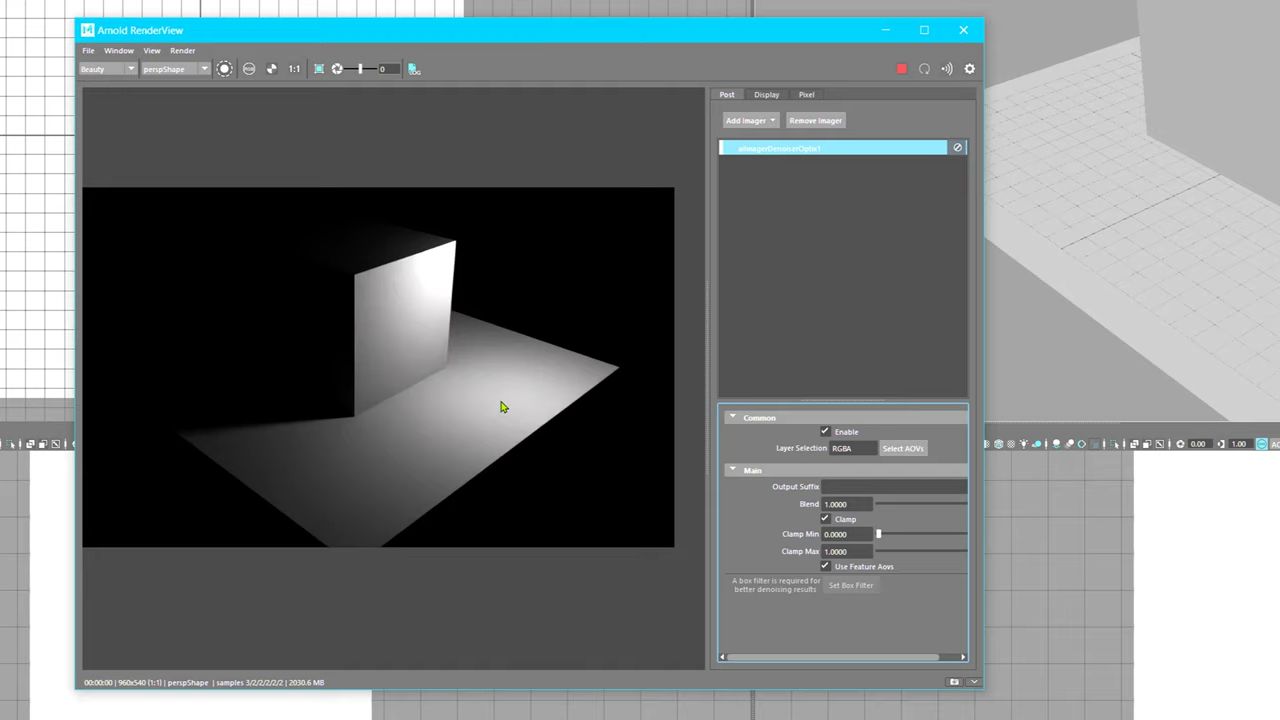 Arnold RenderView
File Window View Render
Beauty perspShape 1:1 0 LOG
Post Display Pixel
Add Imager Remove Imager
aiImagerDenoiserOptix1
Common
Enable
Layer Selection RGBA Select AOVs
Main
Output Suffix
Blend 1.0000
Clamp
Clamp Min 0.0000
Clamp Max 1.0000
Use Feature Aovs
A box filter is required for
better denoising results
Set Box Filter
00:00:00 | 960x540 (1:1) | perspShape | samples 3/2/2/2/2/2 | 2030.6 MB
0.00 1.00